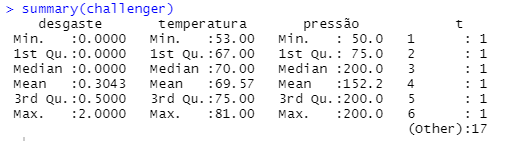 > summary(challenger)
desgaste temperatura pressão t
Min. :0.0000 Min. :53.00 Min. : 50.0 1 : 1
1st Qu.:0.0000 1st Qu.:67.00 1st Qu.: 75.0 2 : 1
Median :0.0000 Median :70.00 Median :200.0 3 : 1
Mean :0.3043 Mean :69.57 Mean :152.2 4 : 1
3rd Qu.:0.5000 3rd Qu.:75.00 3rd Qu.:200.0 5 : 1
Max. :2.0000 Max. :81.00 Max. :200.0 6 : 1
(Other):17